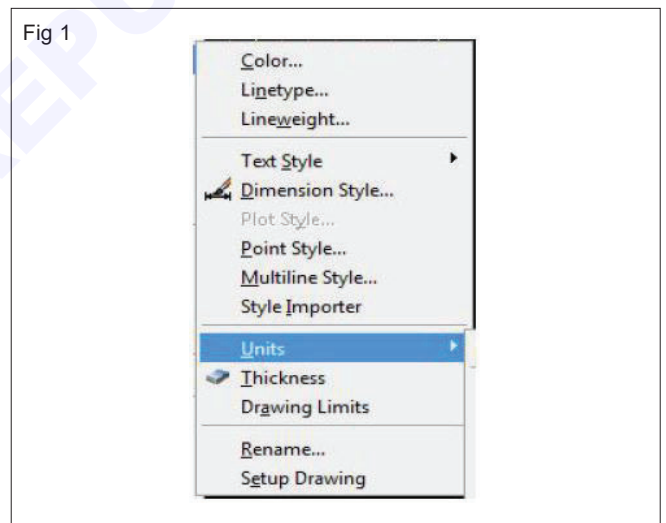 Fig 1
Color...
Linetype...
Lineweight...
Text Style
Dimension Style...
Plot Style...
Point Style...
Multiline Style...
Style Importer
Units
Thickness
Drawing Limits
Rename...
Setup Drawing